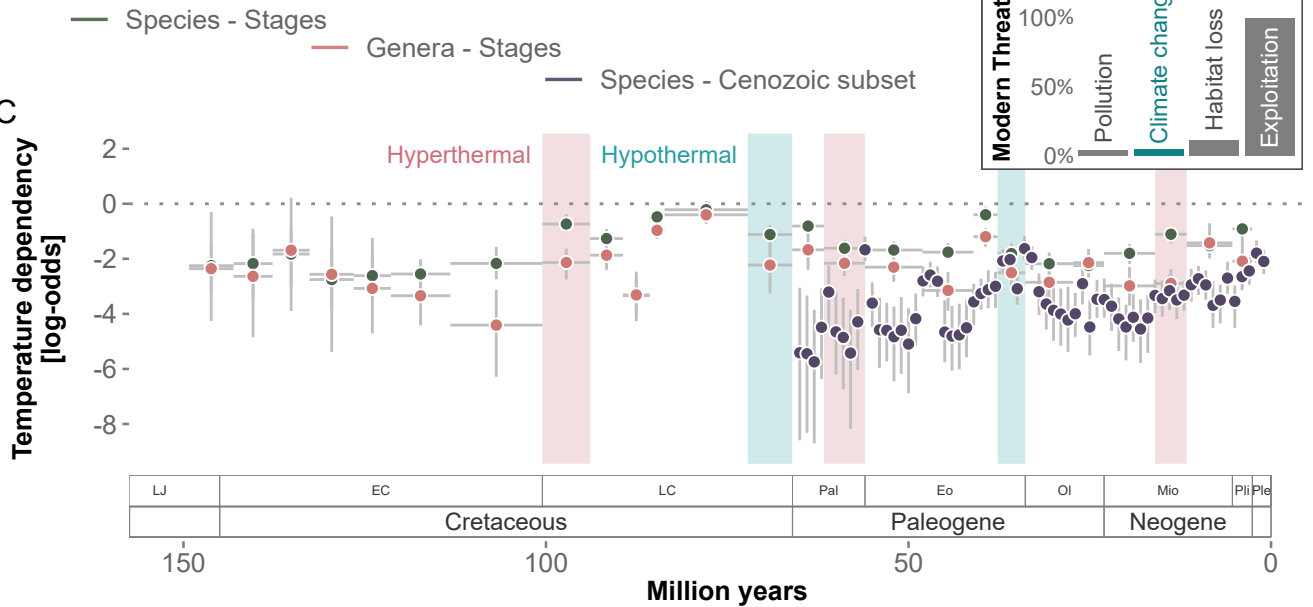 Species - Stages
Genera - Stages
Species - Cenozoic subset
Modern Threat
100%
50%
0%
Pollution
Climate chang
Habitat loss
Exploitation
C
Temperature dependency
[log-odds]
2
0
-2
-4
-6
-8
Hyperthermal
Hypothermal
LJ
EC
LC
Pal
Eo
Ol
Mio
Pli
Ple
Cretaceous
Paleogene
Neogene
150
100
50
0
Million years